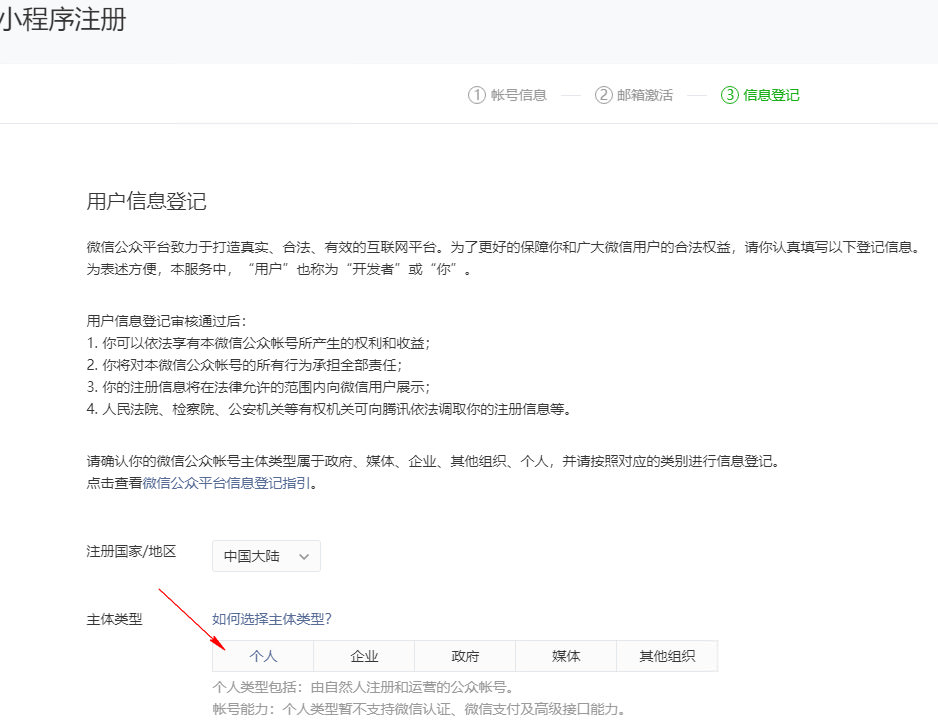 小程序注册
① 帐号信息 — ② 邮箱激活 — ③ 信息登记
用户信息登记
微信公众平台致力于打造真实、合法、有效的互联网平台。为了更好的保障你和广大微信用户的合法权益，请你认真填写以下登记信息。
为表述方便，本服务中，“用户”也称为“开发者”或“你”。
用户信息登记审核通过后：
1. 你可以依法享有本微信公众帐号所产生的权利和收益；
2. 你将对本微信公众帐号的所有行为承担全部责任；
3. 你的注册信息将在法律允许的范围内向微信用户展示；
4. 人民法院、检察院、公安机关等有权机关可向腾讯依法调取你的注册信息等。
请确认你的微信公众帐号主体类型属于政府、媒体、企业、其他组织、个人，并请按照对应的类别进行信息登记。
点击查看微信公众平台信息登记指引。
注册国家/地区 中国大陆
主体类型 如何选择主体类型？
个人 企业 政府 媒体 其他组织
个人类型包括：由自然人注册和运营的公众帐号。
帐号能力：个人类型暂不支持微信认证、微信支付及高级接口能力。